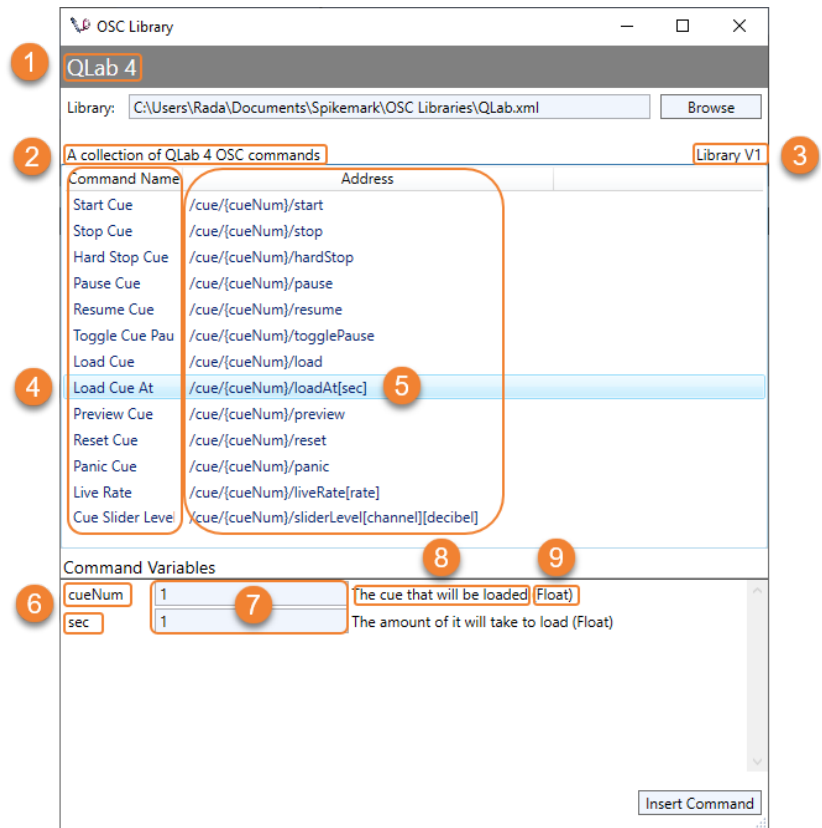 OSC Library
1
QLab 4
Library: C:\Users\Rada\Documents\Spikemark\OSC Libraries\QLab.xml Browse
2 A collection of QLab 4 OSC commands Library V1 3
Command Name Address
Start Cue /cue/{cueNum}/start
Stop Cue /cue/{cueNum}/stop
Hard Stop Cue /cue/{cueNum}/hardStop
Pause Cue /cue/{cueNum}/pause
Resume Cue /cue/{cueNum}/resume
Toggle Cue Pau /cue/{cueNum}/togglePause
Load Cue /cue/{cueNum}/load
4 Load Cue At /cue/{cueNum}/loadAt[sec] 5
Preview Cue /cue/{cueNum}/preview
Reset Cue /cue/{cueNum}/reset
Panic Cue /cue/{cueNum}/panic
Live Rate /cue/{cueNum}/liveRate[rate]
Cue Slider Level /cue/{cueNum}/sliderLevel[channel][decibel]
8 9
Command Variables
6 cueNum 1 7 The cue that will be loaded Float)
sec 1 The amount of it will take to load (Float)
Insert Command